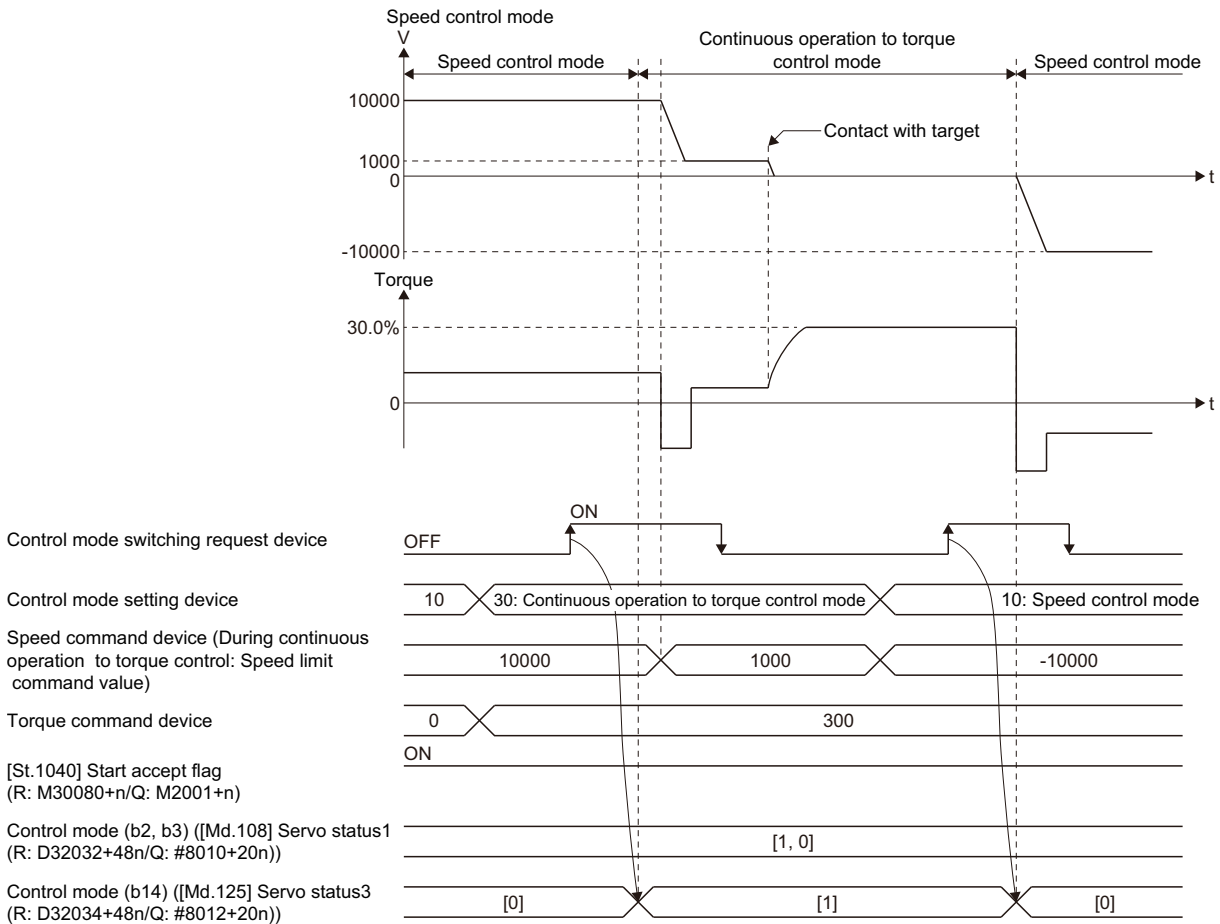 Speed control mode
V
Continuous operation to torque
control mode
Speed control mode
Speed control mode
10000
Contact with target
1000
0
t
-10000
Torque
30.0%
0
t
ON
Control mode switching request device
OFF
Control mode setting device
10
30: Continuous operation to torque control mode
10: Speed control mode
Speed command device (During continuous
operation to torque control: Speed limit
command value)
10000
1000
-10000
Torque command device
0
300
ON
[St.1040] Start accept flag
(R: M30080+n/Q: M2001+n)
Control mode (b2, b3) ([Md.108] Servo status1
(R: D32032+48n/Q: #8010+20n))
[1, 0]
Control mode (b14) ([Md.125] Servo status3
(R: D32034+48n/Q: #8012+20n))
[0]
[1]
[0]